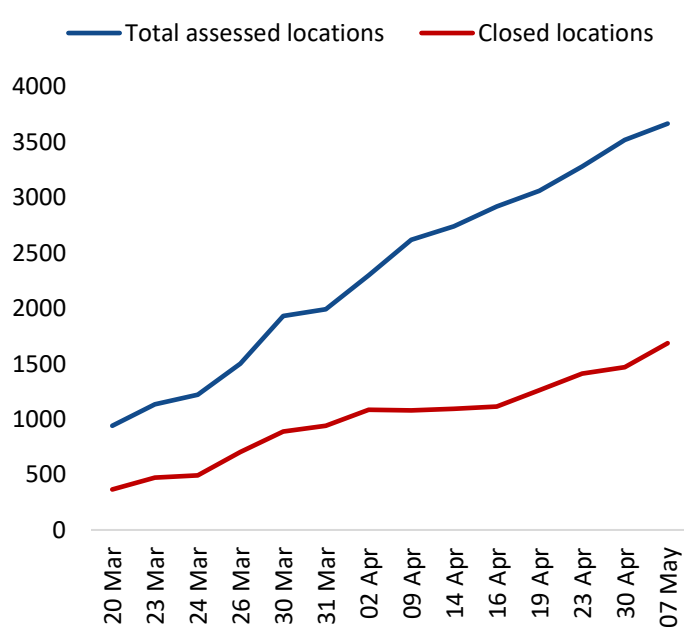 Total assessed locations Closed locations
4000
3500
3000
2500
2000
1500
1000
500
0
20 Mar
23 Mar
24 Mar
26 Mar
30 Mar
31 Mar
02 Apr
09 Apr
14 Apr
16 Apr
19 Apr
23 Apr
30 Apr
07 May